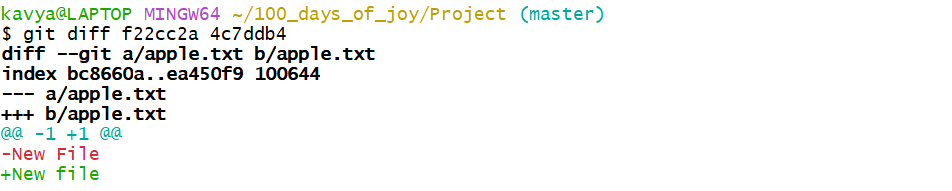 kavya@LAPTOP MINGW64 ~/100_days_of_joy/Project (master)
$ git diff f22cc2a 4c7ddb4
diff --git a/apple.txt b/apple.txt
index bc8660a..ea450f9 100644
--- a/apple.txt
+++ b/apple.txt
@@ -1 +1 @@
-New File
+New file